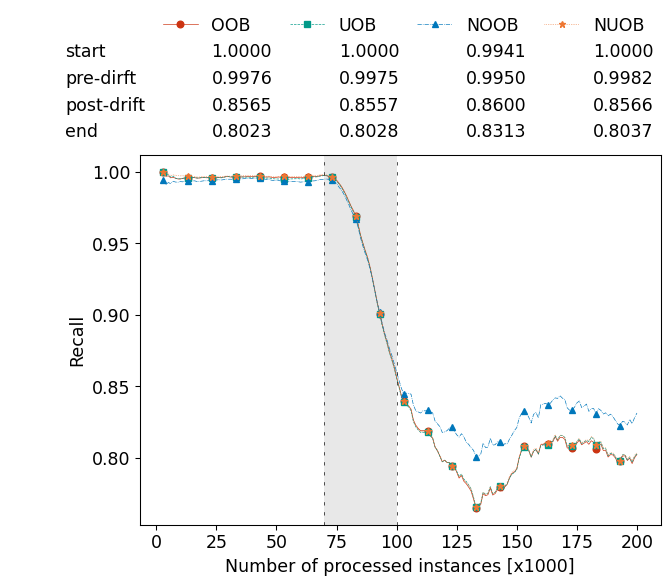 OOB UOB NOOB NUOB
start 1.0000 1.0000 0.9941 1.0000
pre-dirft 0.9976 0.9975 0.9950 0.9982
post-drift 0.8565 0.8557 0.8600 0.8566
end 0.8023 0.8028 0.8313 0.8037
1.00
0.95
0.90
0.85
0.80
Recall
0 25 50 75 100 125 150 175 200
Number of processed instances [x1000]